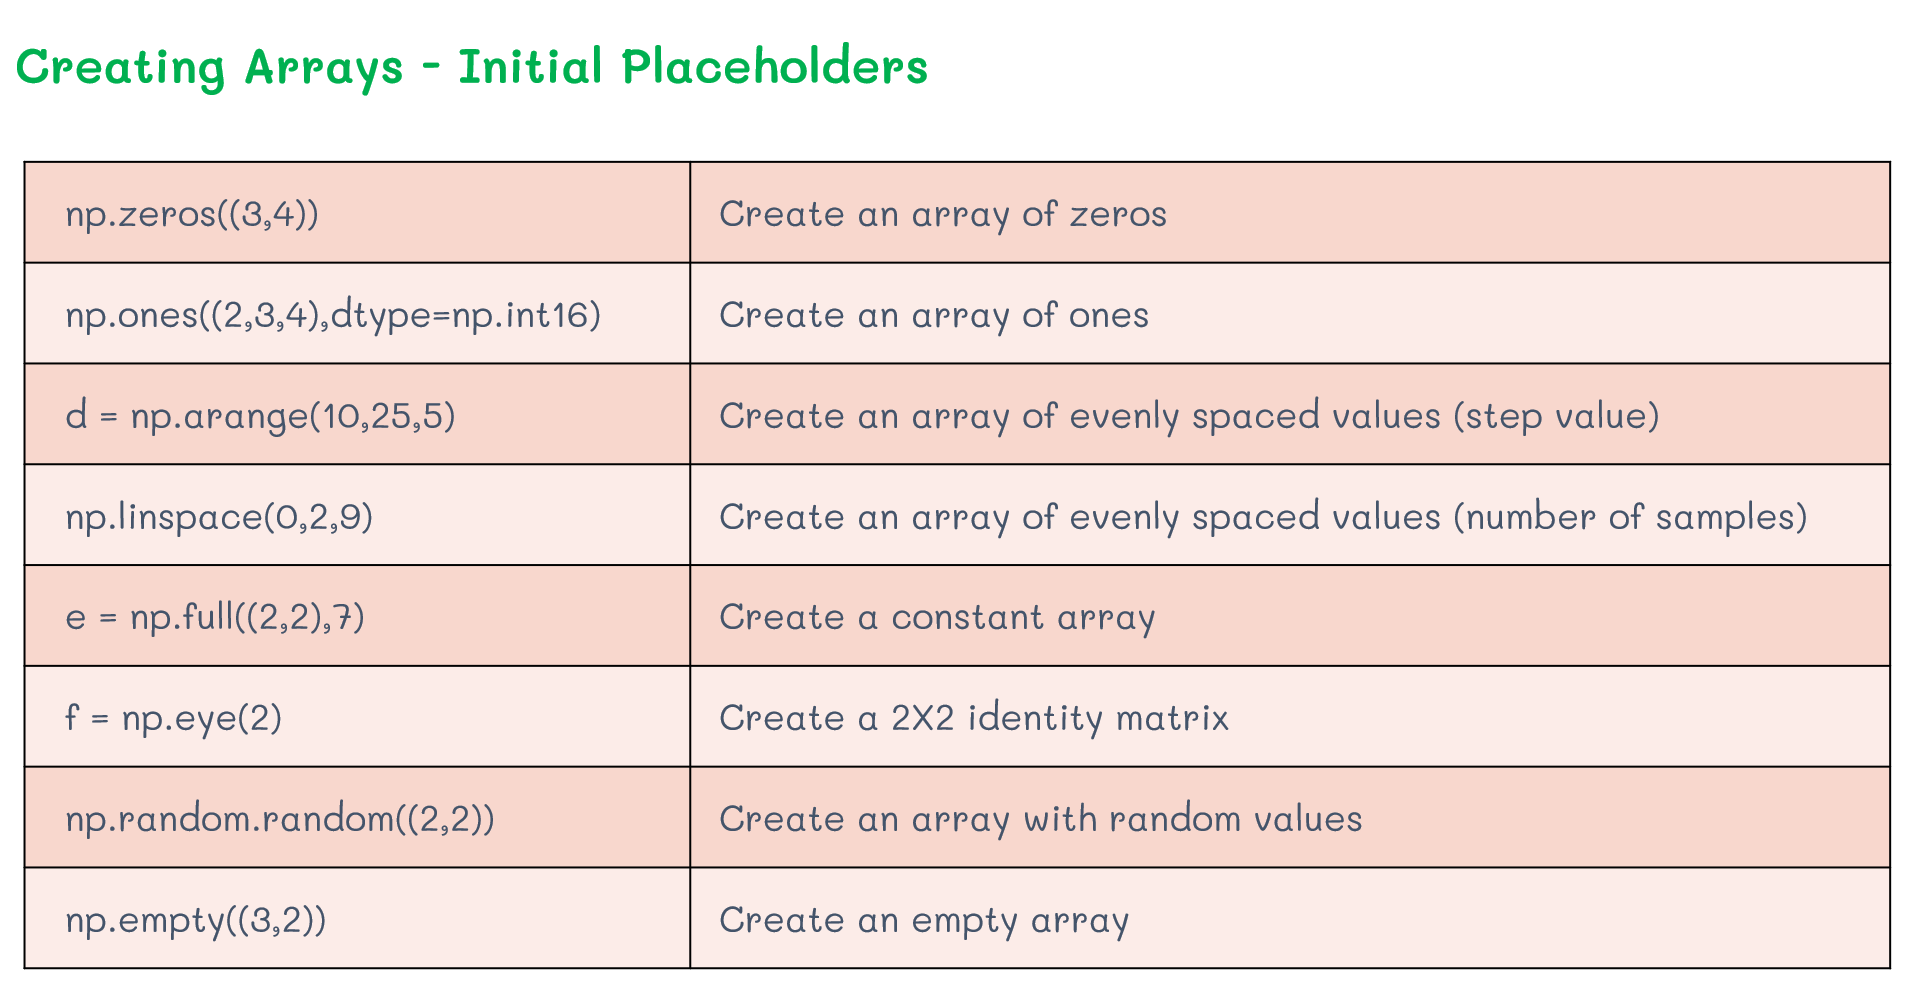 Creating Arrays - Initial Placeholders
np.zeros((3,4))
Create an array of zeros
np.ones((2,3,4),dtype=np.int16)
Create an array of ones
d = np.arange(10,25,5)
Create an array of evenly spaced values (step value)
np.linspace(0,2,9)
Create an array of evenly spaced values (number of samples)
e = np.full((2,2),7)
Create a constant array
f = np.eye(2)
Create a 2X2 identity matrix
np.random.random((2,2))
Create an array with random values
np.empty((3,2))
Create an empty array